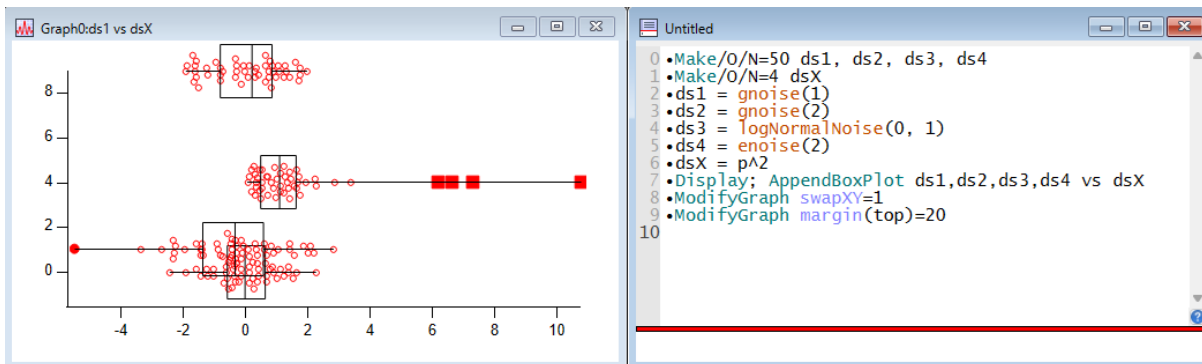 Graph0:ds1 vs dsX
8
6
4
2
0
-4 -2 0 2 4 6 8 10
Untitled
0 •Make/O/N=50 ds1, ds2, ds3, ds4
1 •Make/O/N=4 dsX
2 •ds1 = gnoise(1)
3 •ds2 = gnoise(2)
4 •ds3 = logNormalNoise(0, 1)
5 •ds4 = enoise(2)
6 •dsX = p^2
7 •Display; AppendBoxPlot ds1,ds2,ds3,ds4 vs dsX
8 •ModifyGraph swapXY=1
9 •ModifyGraph margin(top)=20
10